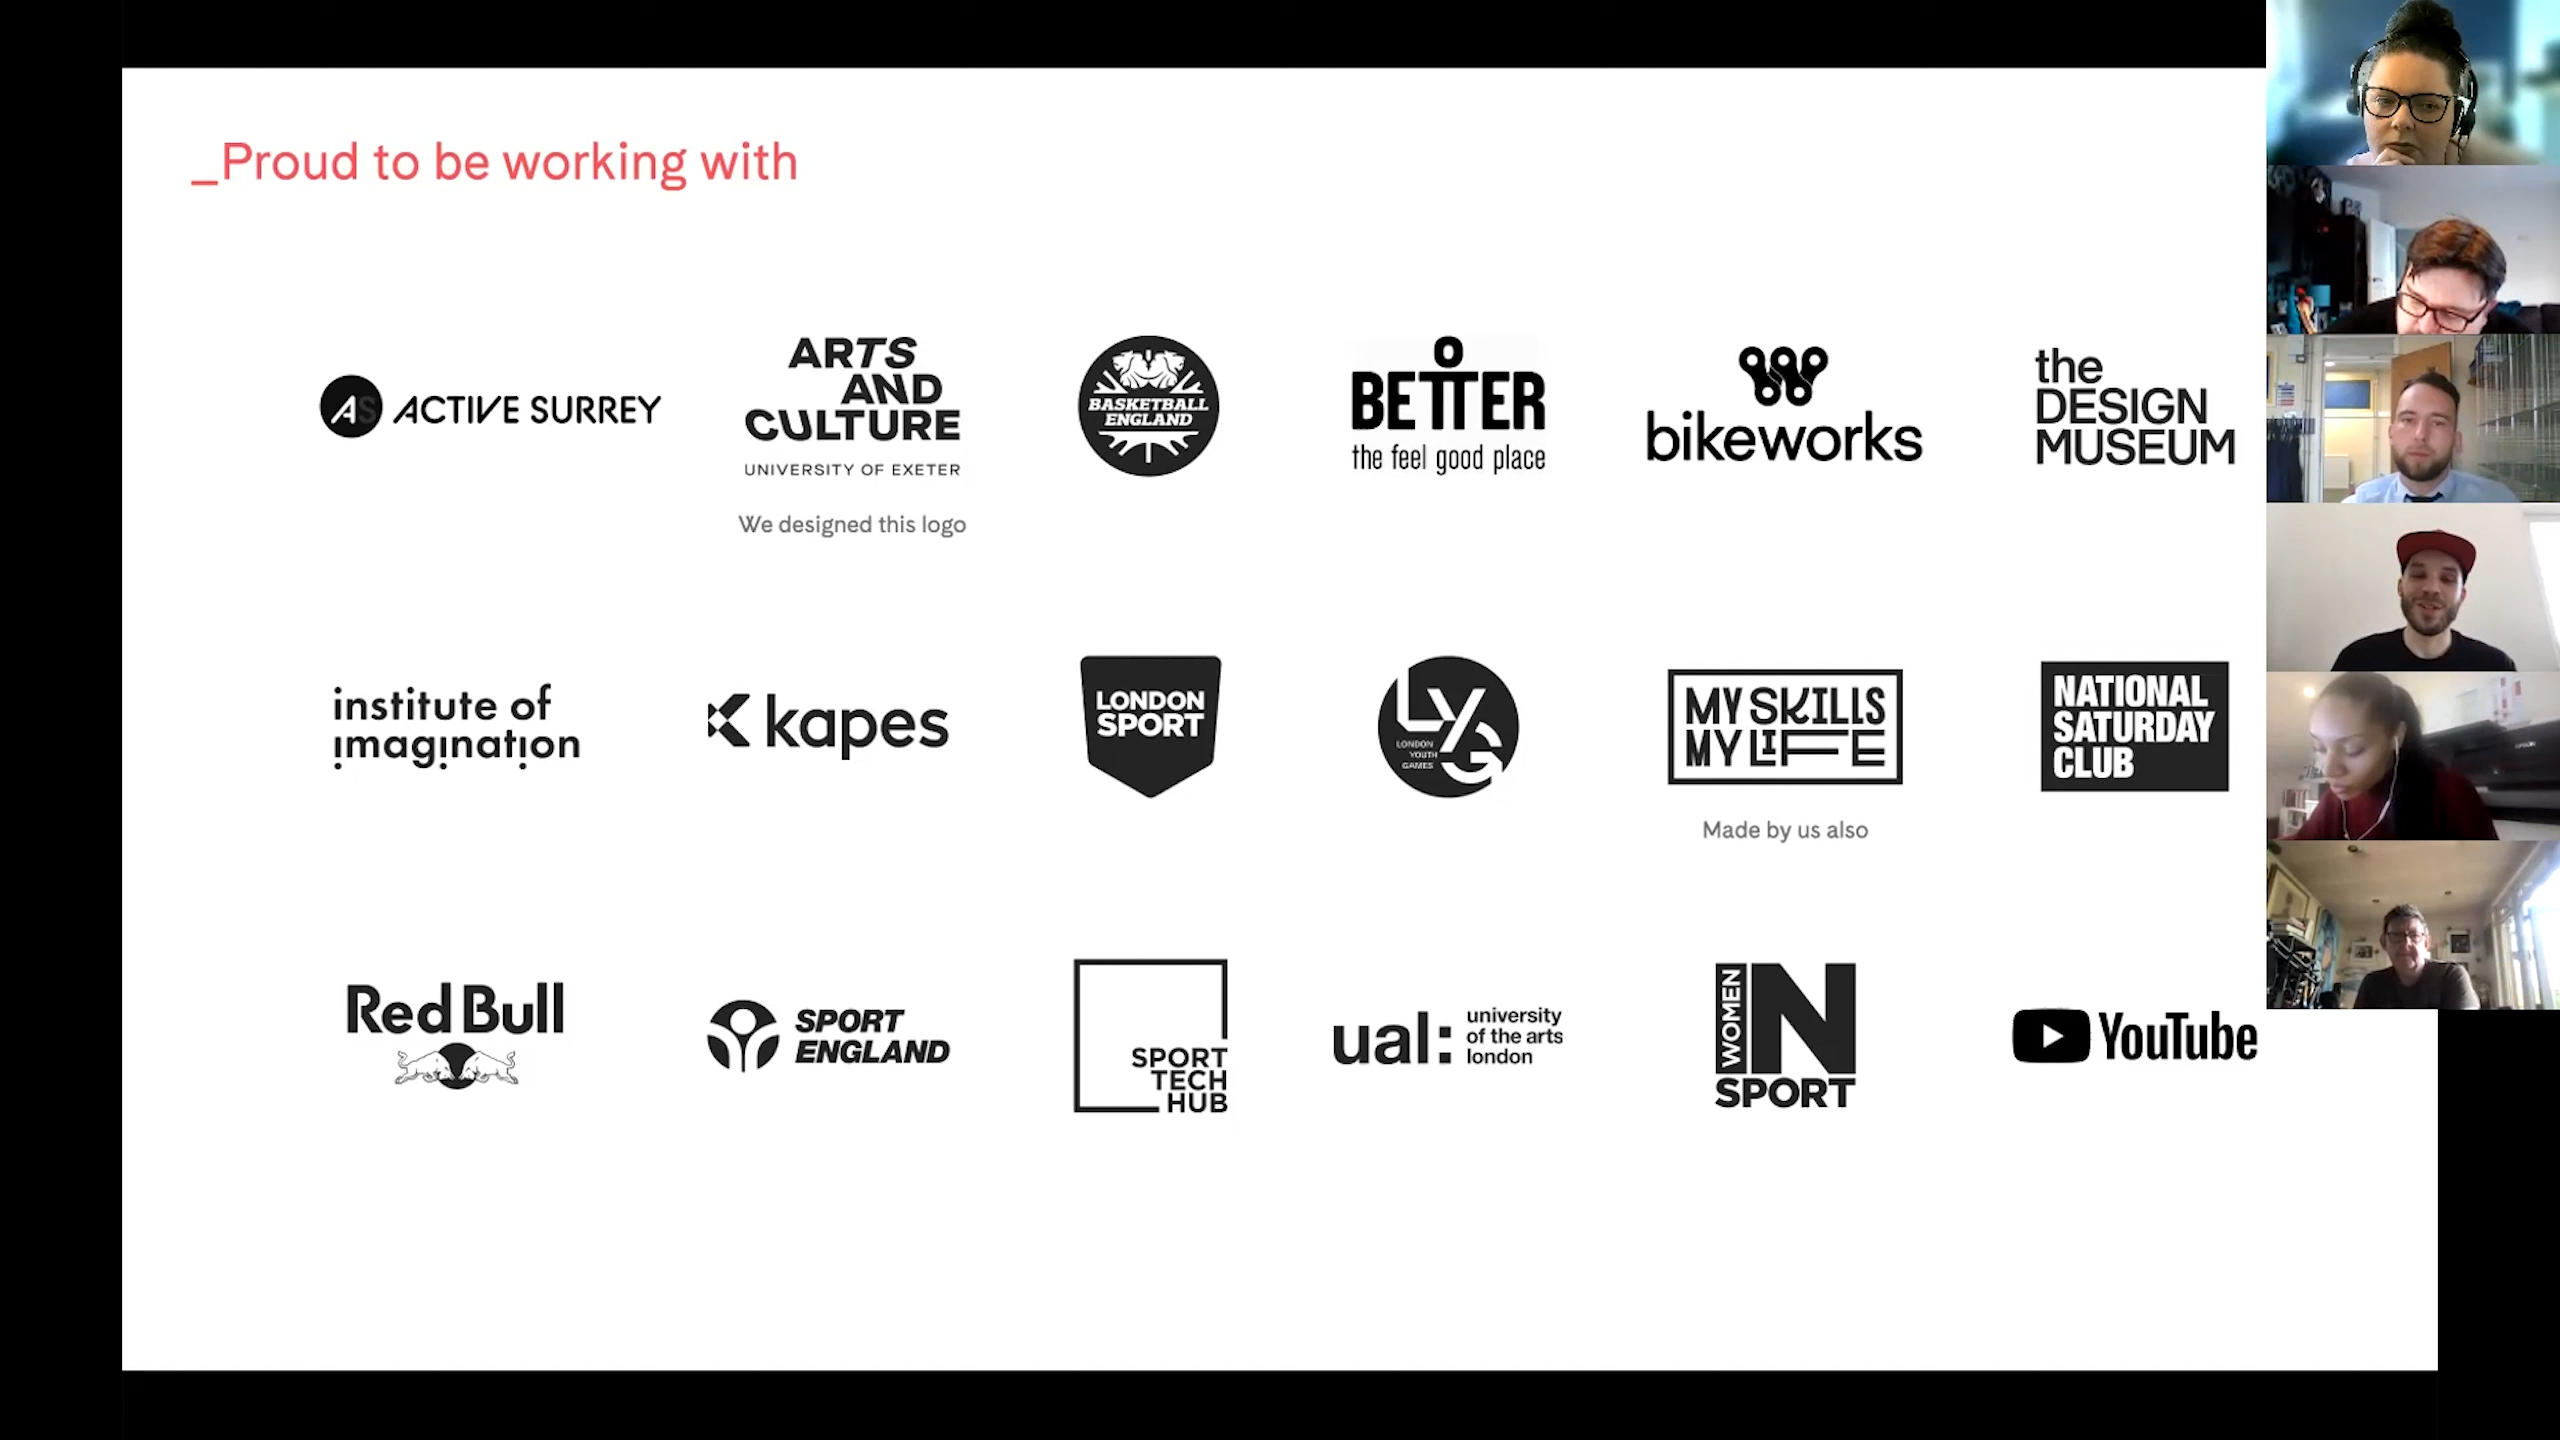 _Proud to be working with
AS ACTIVE SURREY
ARTS
AND
CULTURE
UNIVERSITY OF EXETER
We designed this logo
BASKETBALL
ENGLAND
BETTER
the feel good place
bikeworks
the
DESIGN
MUSEUM
institute of
imagination
kapes
LONDON
SPORT
LYG
LONDON
YOUTH
GAMES
MY SKILLS
MY LIFE
Made by us also
NATIONAL
SATURDAY
CLUB
Red Bull
SPORT
ENGLAND
SPORT
TECH
HUB
ual:
university
of the arts
london
WOMEN
IN
SPORT
YouTube